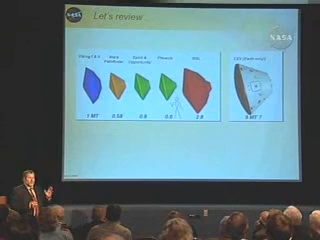 Let's review...
NASA
Viking I & II
Mars Pathfinder
Spirit & Opportunity
Phoenix
MSL
1 MT
0.58
0.8
0.6
2.8
9 MT ?